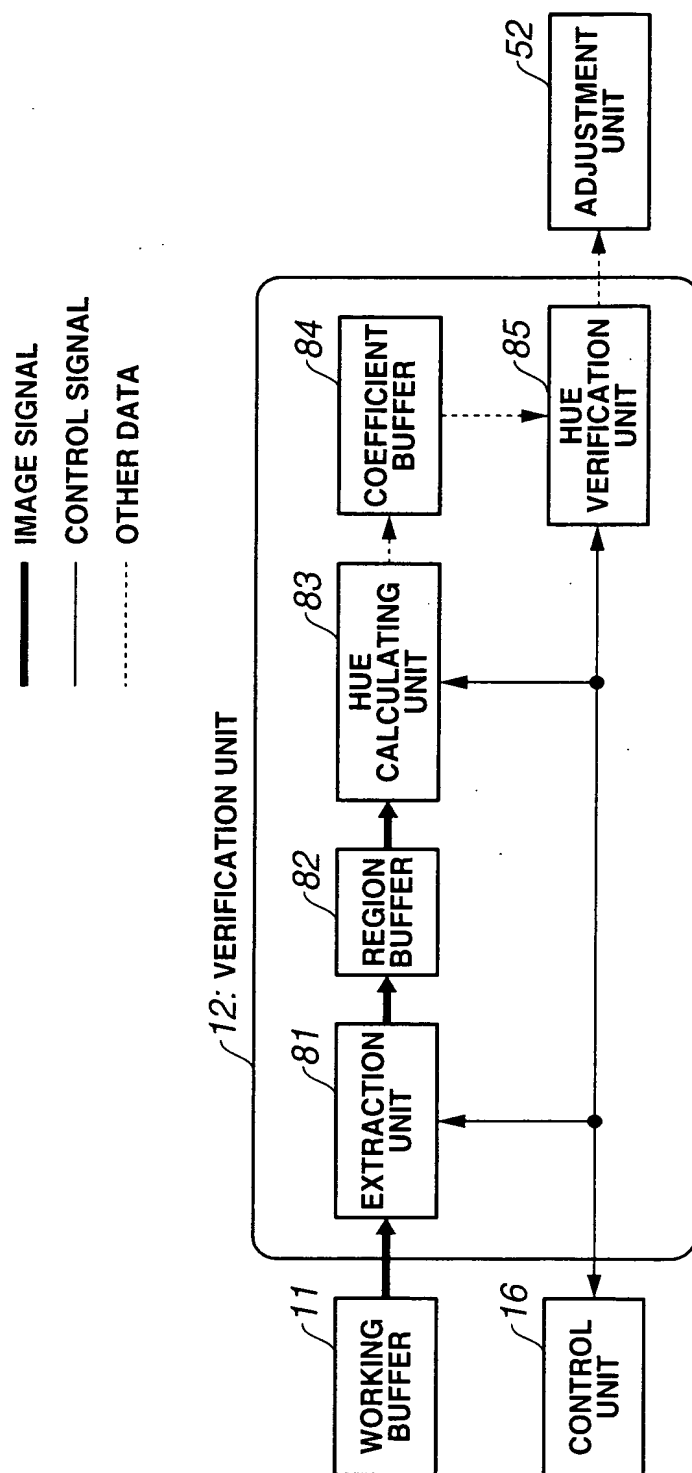 IMAGE SIGNAL
CONTROL SIGNAL
OTHER DATA
12: VERIFICATION UNIT
11
WORKING
BUFFER
81
EXTRACTION
UNIT
82
REGION
BUFFER
83
HUE
CALCULATING
UNIT
84
COEFFICIENT
BUFFER
16
CONTROL
UNIT
85
HUE
VERIFICATION
UNIT
52
ADJUSTMENT
UNIT